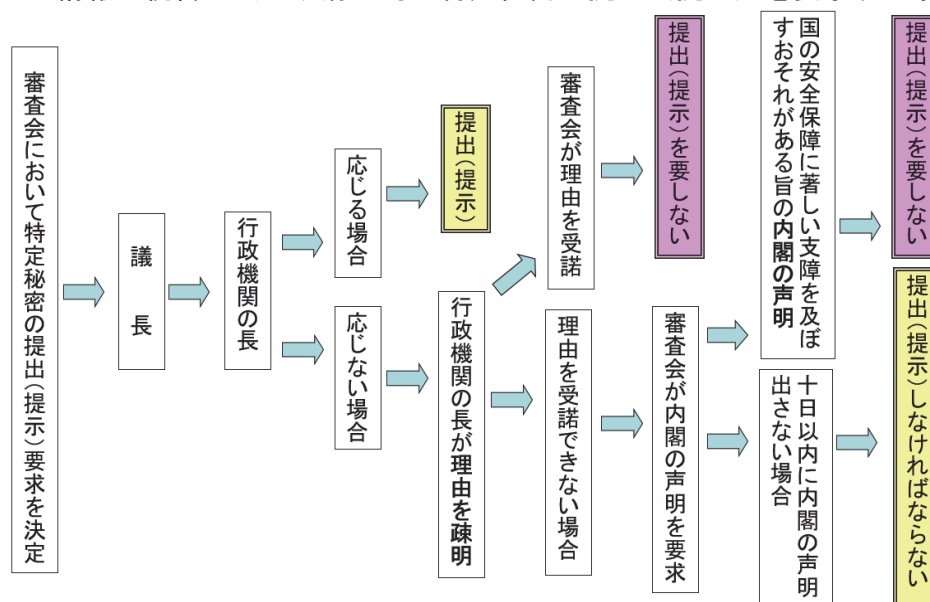 審査会において特定秘密の提出(提示)要求を決定
議長
行政機関の長
応じる場合
提出(提示)
応じない場合
行政機関の長が理由を疎明
審査会が理由を受諾
提出(提示)を要しない
理由を受諾できない場合
審査会が内閣の声明を要求
国の安全保障に著しい支障を及ぼ
すおそれがある旨の内閣の声明
提出(提示)を要しない
十日以内に内閣の声明
出さない場合
提出(提示)しなければならない